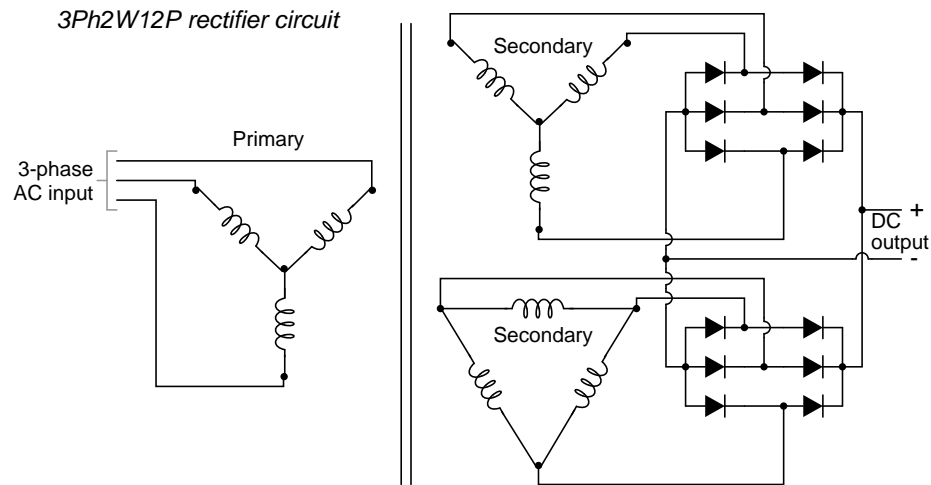 3Ph2W12P rectifier circuit
Secondary
Primary
3-phase
AC input
+
DC
output
-
Secondary